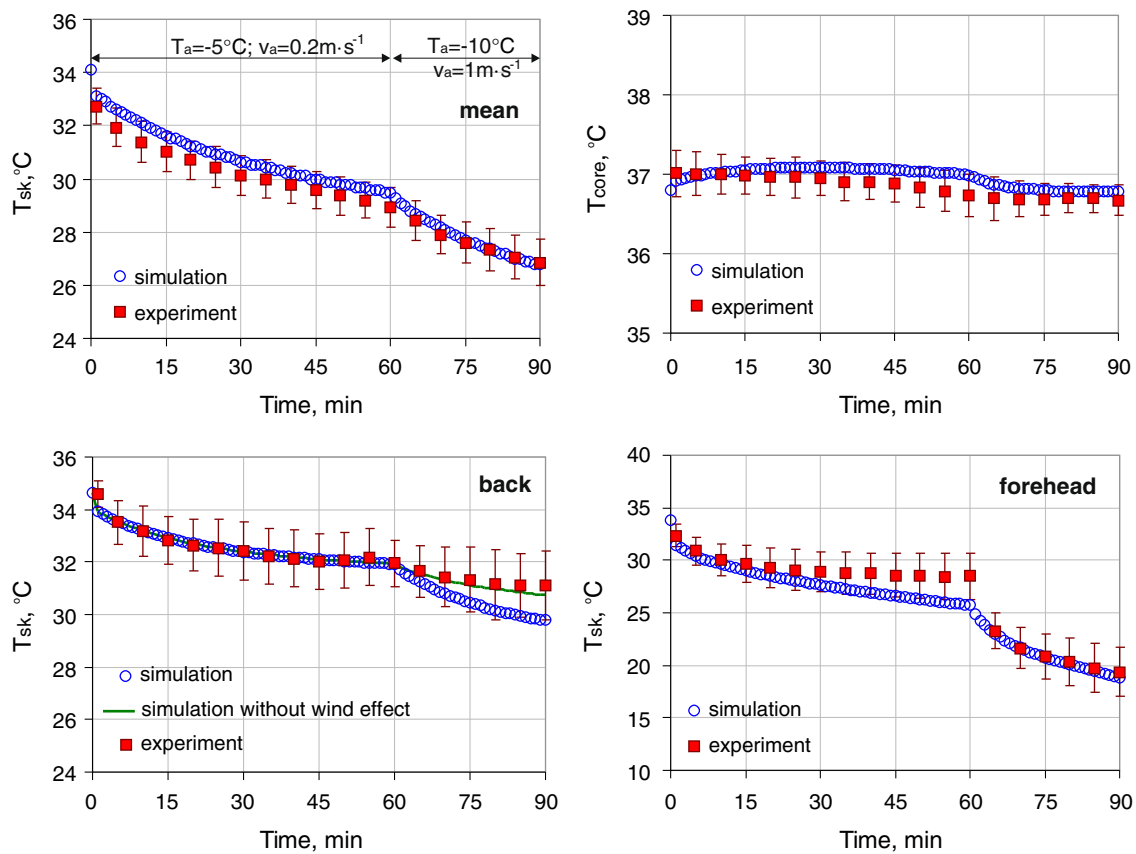 36
34
32
30
28
26
24
Tsk,°C
Ta=-5°C; va=0.2m·s-1
Ta=-10°C
va=1m·s-1
mean
simulation
experiment
0 15 30 45 60 75 90
Time, min
39
38
37
36
35
Tcore, °C
simulation
experiment
0 15 30 45 60 75 90
Time, min
36
34
32
30
28
26
24
Tsk, °C
back
simulation
simulation without wind effect
experiment
0 15 30 45 60 75 90
Time, min
40
35
30
25
20
15
10
Tsk, °C
forehead
simulation
experiment
0 15 30 45 60 75 90
Time, min